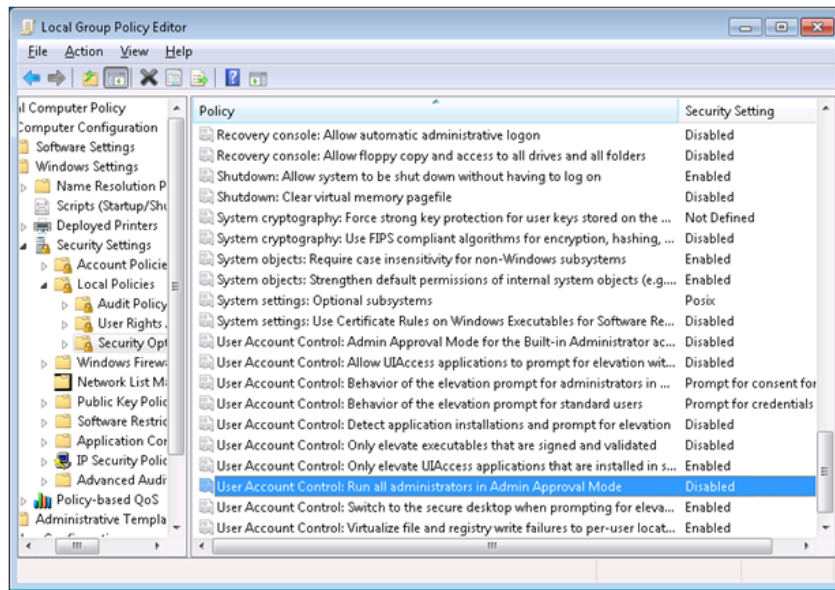 Local Group Policy Editor
File Action View Help
l Computer Policy
Computer Configuration
Software Settings
Windows Settings
Name Resolution P
Scripts (Startup/Shu
Deployed Printers
Security Settings
Account Policie
Local Policies
Audit Policy
User Rights .
Security Opt
Windows Firew
Network List M
Public Key Polic
Software Restric
Application Cor
IP Security Polic
Advanced Audi
Policy-based QoS
Administrative Templa
Policy Security Setting
Recovery console: Allow automatic administrative logon Disabled
Recovery console: Allow floppy copy and access to all drives and all folders Disabled
Shutdown: Allow system to be shut down without having to log on Enabled
Shutdown: Clear virtual memory pagefile Disabled
System cryptography: Force strong key protection for user keys stored on the ... Not Defined
System cryptography: Use FIPS compliant algorithms for encryption, hashing, ... Disabled
System objects: Require case insensitivity for non-Windows subsystems Enabled
System objects: Strengthen default permissions of internal system objects (e.g.... Enabled
System settings: Optional subsystems Posix
System settings: Use Certificate Rules on Windows Executables for Software Re... Disabled
User Account Control: Admin Approval Mode for the Built-in Administrator ac... Disabled
User Account Control: Allow UIAccess applications to prompt for elevation wit... Disabled
User Account Control: Behavior of the elevation prompt for administrators in ... Prompt for consent for
User Account Control: Behavior of the elevation prompt for standard users Prompt for credentials
User Account Control: Detect application installations and prompt for elevation Disabled
User Account Control: Only elevate executables that are signed and validated Disabled
User Account Control: Only elevate UIAccess applications that are installed in s... Enabled
User Account Control: Run all administrators in Admin Approval Mode Disabled
User Account Control: Switch to the secure desktop when prompting for eleva... Enabled
User Account Control: Virtualize file and registry write failures to per-user locat... Enabled